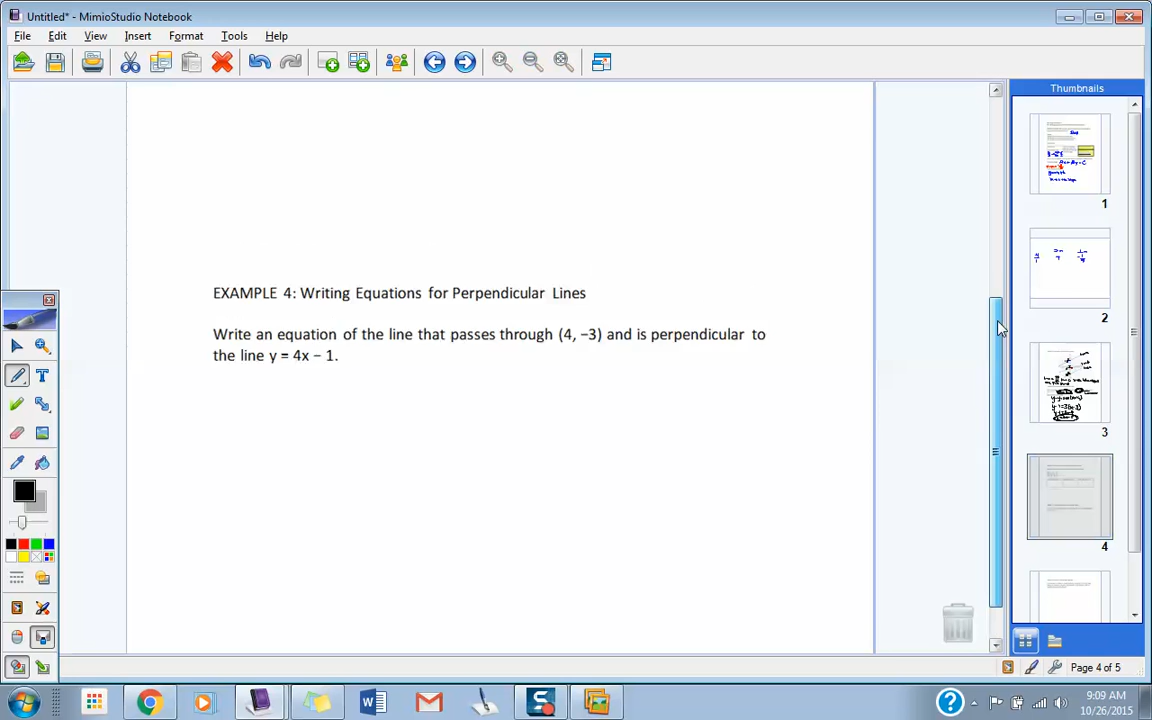 Untitled* - MimioStudio Notebook
File Edit View Insert Format Tools Help
Thumbnails
1
2
3
4
EXAMPLE 4: Writing Equations for Perpendicular Lines
Write an equation of the line that passes through (4, −3) and is perpendicular to
the line y = 4x − 1.
Page 4 of 5
9:09 AM
10/26/2015